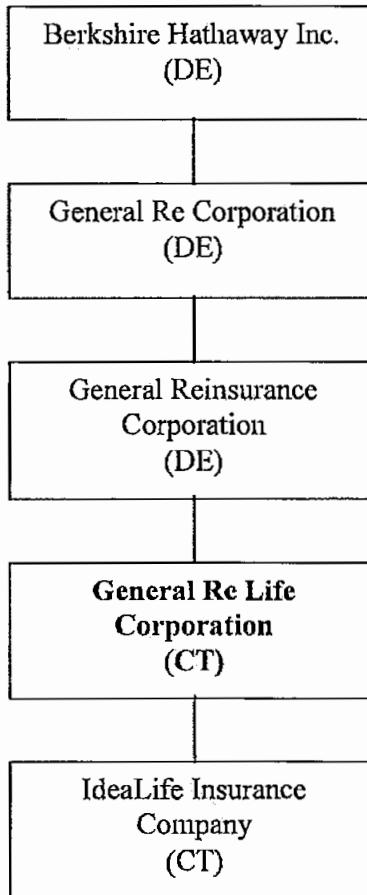 Berkshire Hathaway Inc.
(DE)
General Re Corporation
(DE)
General Reinsurance
Corporation
(DE)
General Re Life
Corporation
(CT)
IdeaLife Insurance
Company
(CT)